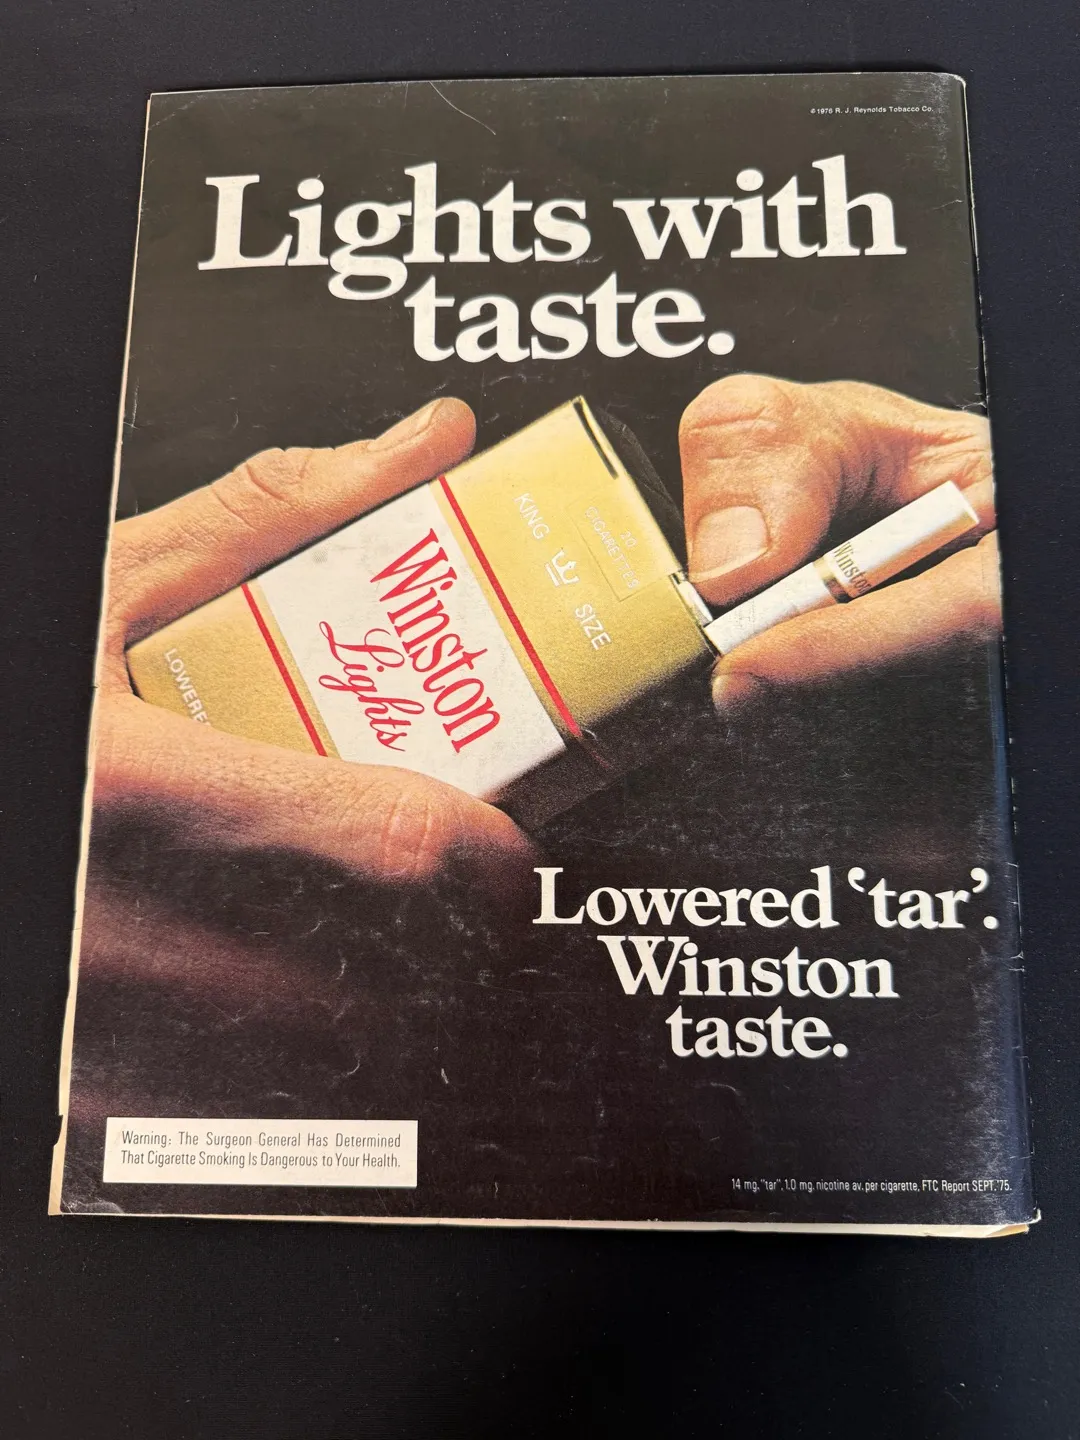 ©1976 R. J. Reynolds Tobacco Co.
Lights with
taste.
20
CIGARETTES
KING SIZE
Winston
Lights
LOWERE
Winston
Lowered ‘tar’.
Winston
taste.
Warning: The Surgeon General Has Determined
That Cigarette Smoking Is Dangerous to Your Health.
14 mg. "tar", 1.0 mg. nicotine av. per cigarette, FTC Report SEPT. '75.